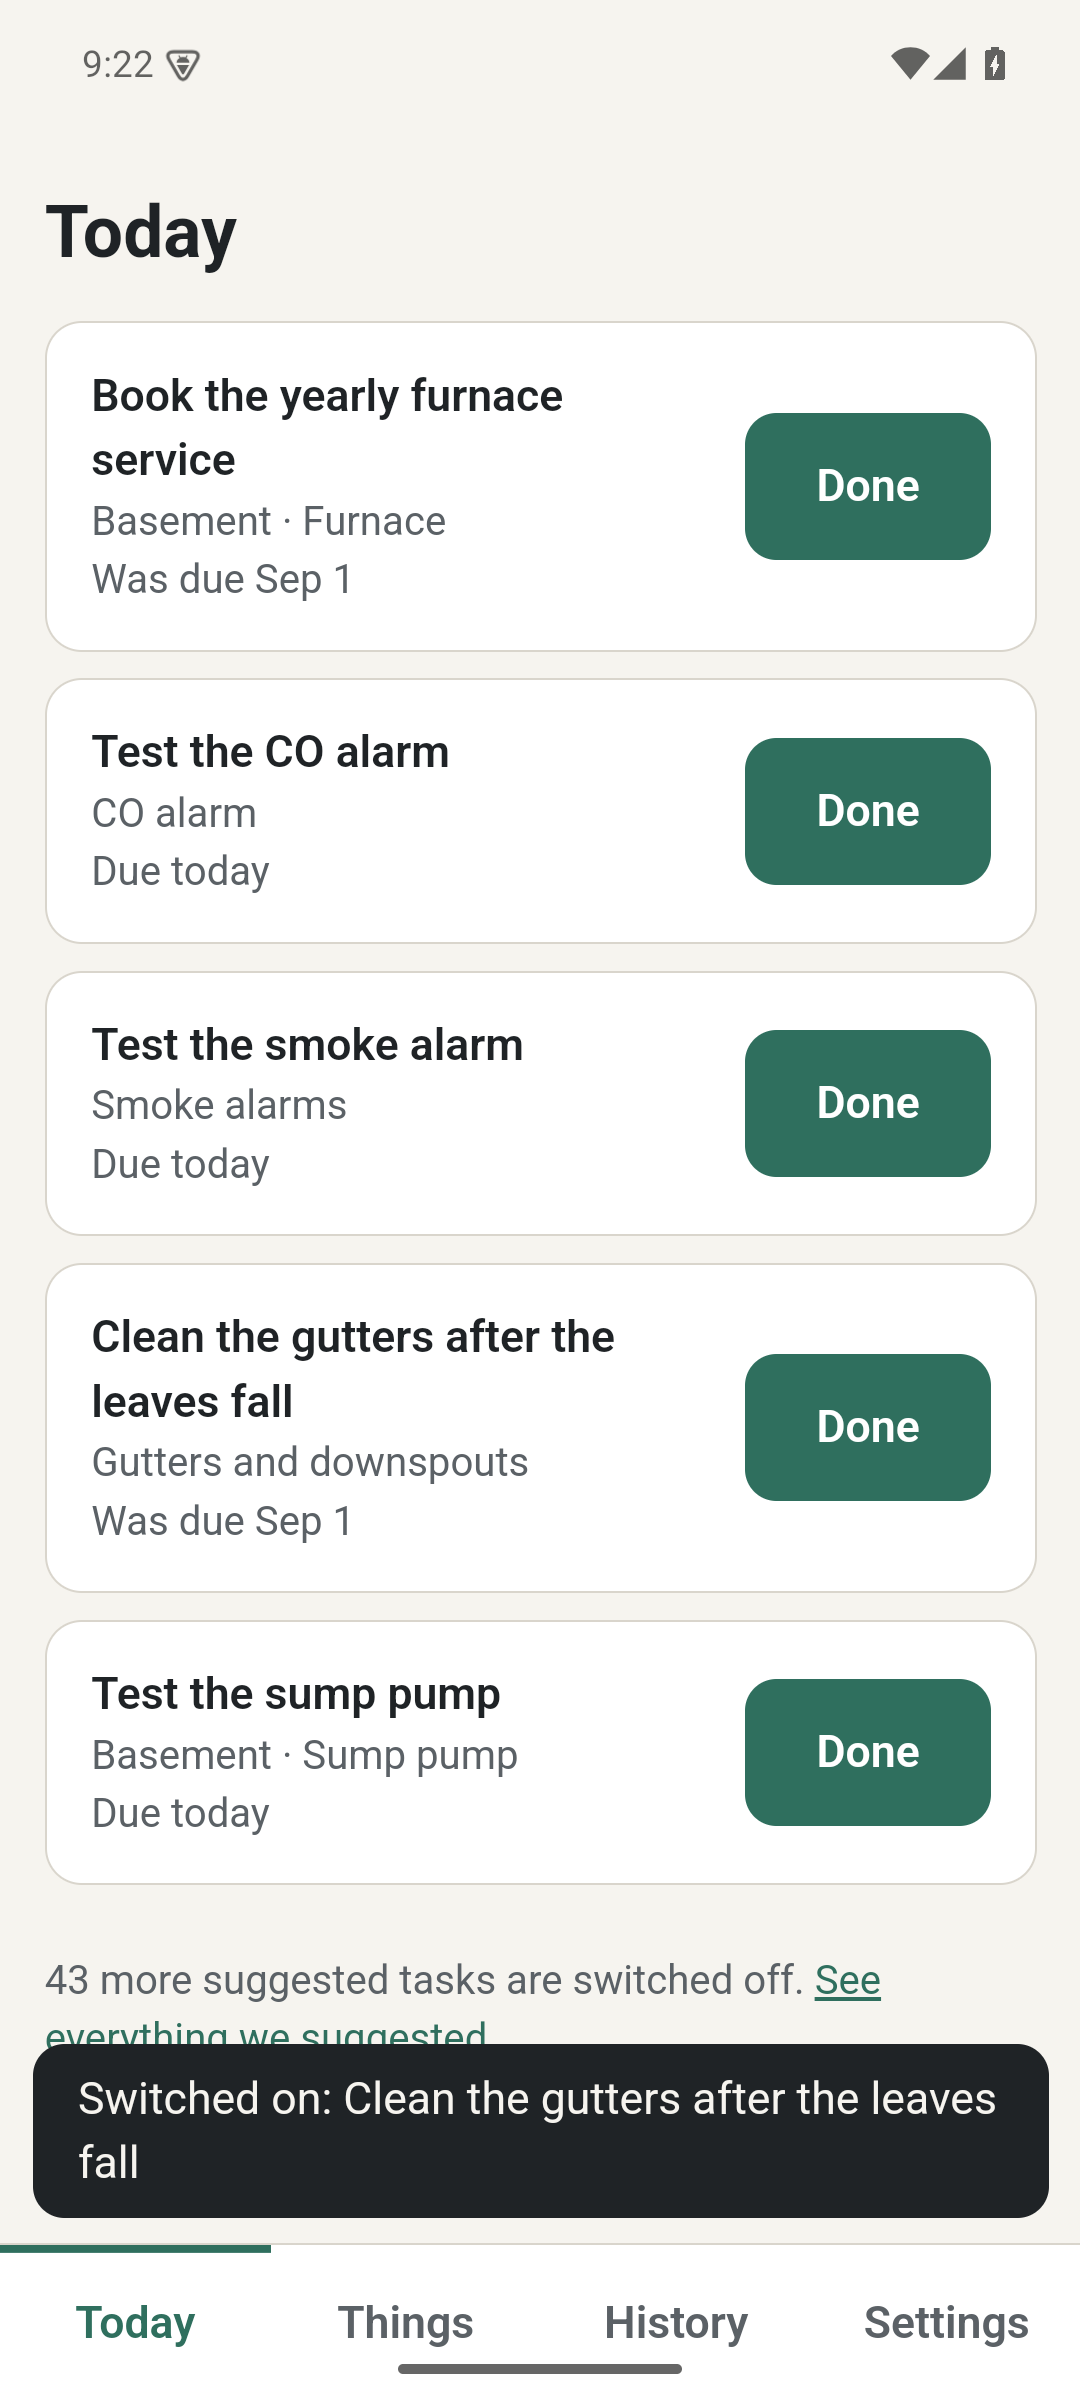 9:22
Today
Book the yearly furnace
service
Basement · Furnace
Was due Sep 1
Done
Test the CO alarm
CO alarm
Due today
Done
Test the smoke alarm
Smoke alarms
Due today
Done
Clean the gutters after the
leaves fall
Gutters and downspouts
Was due Sep 1
Done
Test the sump pump
Basement · Sump pump
Due today
Done
43 more suggested tasks are switched off. See
everything we suggested
Switched on: Clean the gutters after the leaves
fall
Today
Things
History
Settings